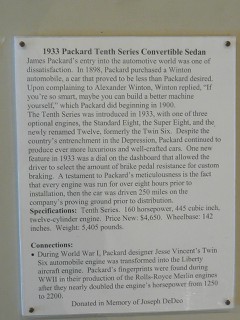 1933 Packard Tenth Series Convertible Sedan
James Packard's entry into the automotive world was one of
dissatisfaction. In 1898, Packard purchased a Winton
automobile, a car that proved to be less than Packard desired.
Upon complaining to Alexander Winton, Winton replied, "If
you're so smart, maybe you can build a better machine
yourself," which Packard did beginning in 1900.
The Tenth Series was introduced in 1933, with one of three
optional engines, the Standard Eight, the Super Eight, and the
newly renamed Twelve, formerly the Twin Six. Despite the
country's entrenchment in the Depression, Packard continued to
produce ever more luxurious and well-crafted cars. One new
feature in 1933 was a dial on the dashboard that allowed the
driver to select the amount of brake pedal resistance for custom
braking. A testament to Packard's meticulousness is the fact
that every engine was run for over eight hours prior to
installation, then the car was driven 250 miles on the
company's proving ground prior to distribution.
Specifications: Tenth Series. 160 horsepower, 445 cubic inch,
twelve-cylinder engine. Price New: $4,650. Wheelbase: 142
inches. Weight: 5,405 pounds.
Connections:
• During World War I, Packard designer Jesse Vincent's Twin
Six automobile engine was transformed into the Liberty
aircraft engine. Packard's fingerprints were found during
WWII in their production of the Rolls-Royce Merlin engines
after they nearly doubled the engine's horsepower from 1250
to 2200.
Donated in Memory of Joseph DeDeo